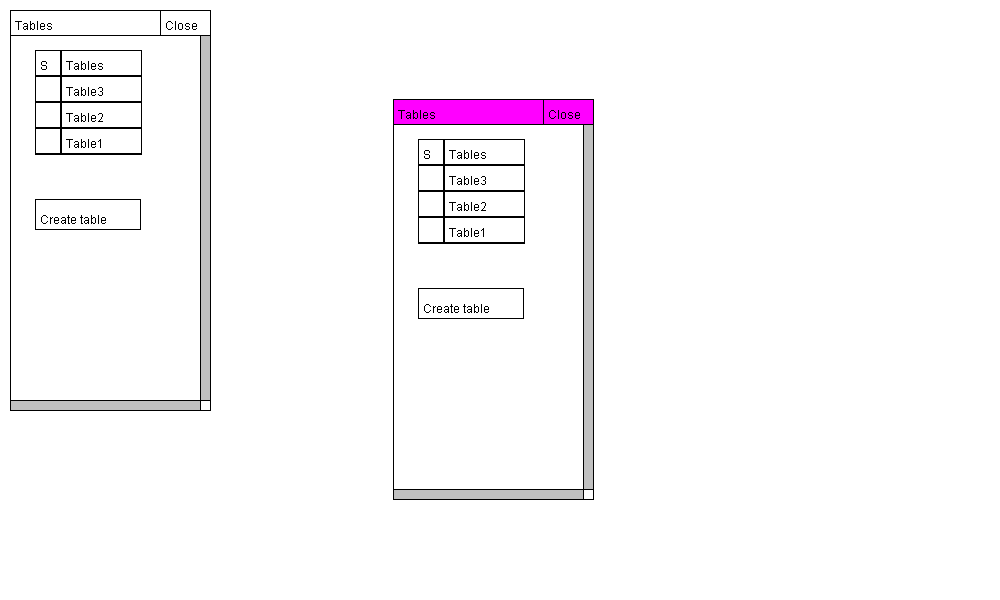 Tables Close
S Tables
Table3
Table2
Table1
Create table
Tables Close
S Tables
Table3
Table2
Table1
Create table